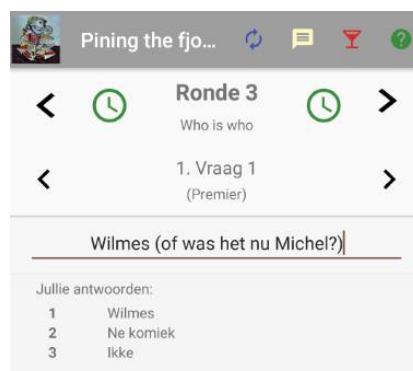 Pining the fjo...
Ronde 3
Who is who
1. Vraag 1
(Premier)
Wilmes (of was het nu Michel?)
Jullie antwoorden:
1 Wilmes
2 Ne komiek
3 Ikke